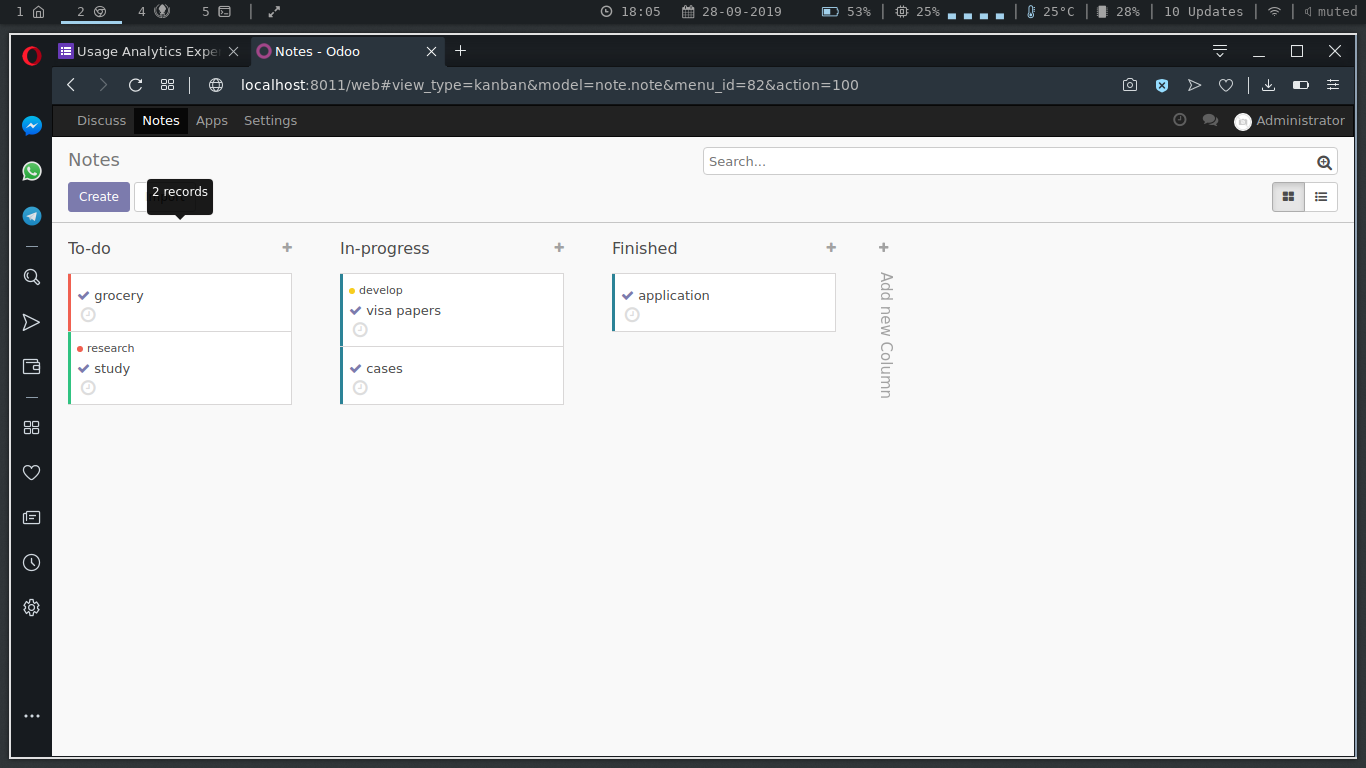 1 2 4 5 18:05 28-09-2019 53% 25% 25°C 28% 10 Updates muted
Usage Analytics Expe Notes - Odoo
localhost:8011/web#view_type=kanban&model=note.note&menu_id=82&action=100
Discuss Notes Apps Settings Administrator
Notes Search...
2 records
Create
To-do In-progress Finished
grocery
research
study
develop
visa papers
cases
application
Add new Column